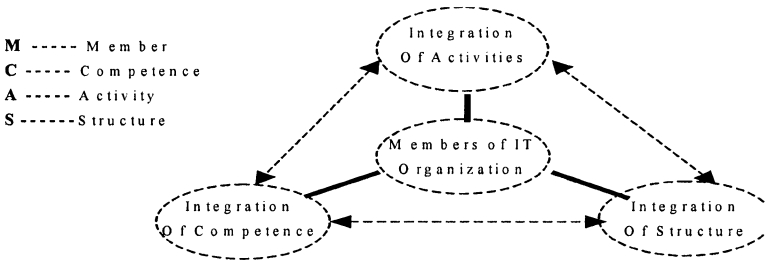 M ----- Member
C ----- Competence
A ----- Activity
S ------Structure
Integration
Of Activities
Members of IT
Organization
Integration
Of Competence
Integration
Of Structure